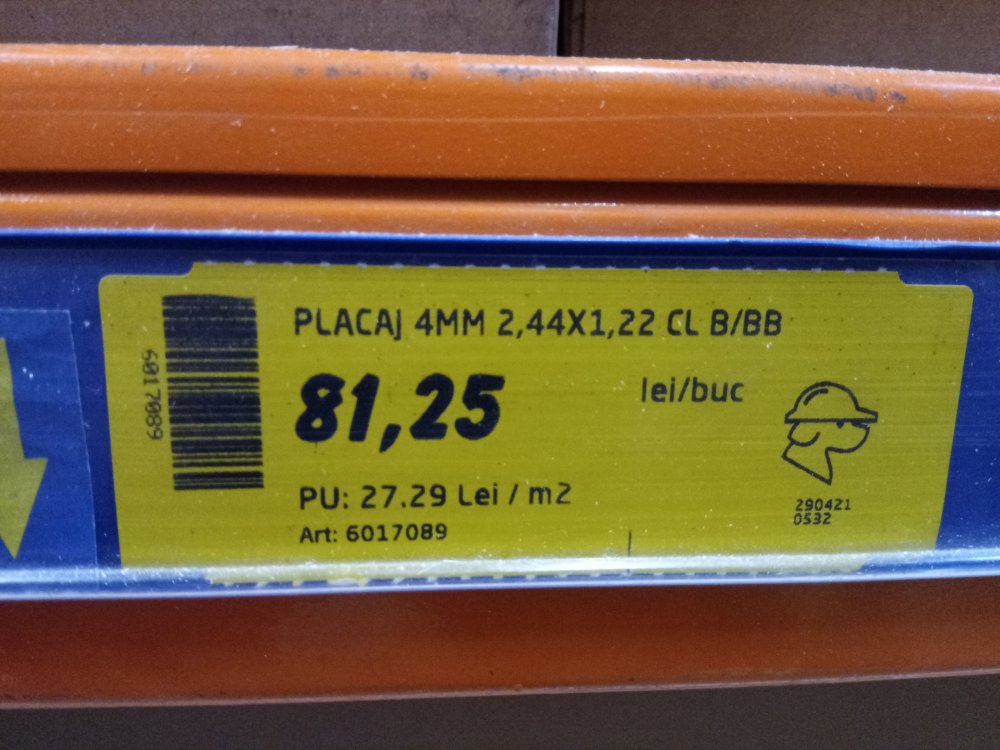 PLACAJ 4MM 2,44X1,22 CL B/BB
81,25 lei/buc
PU: 27.29 Lei / m2
Art: 6017089
290421
0532
6017089